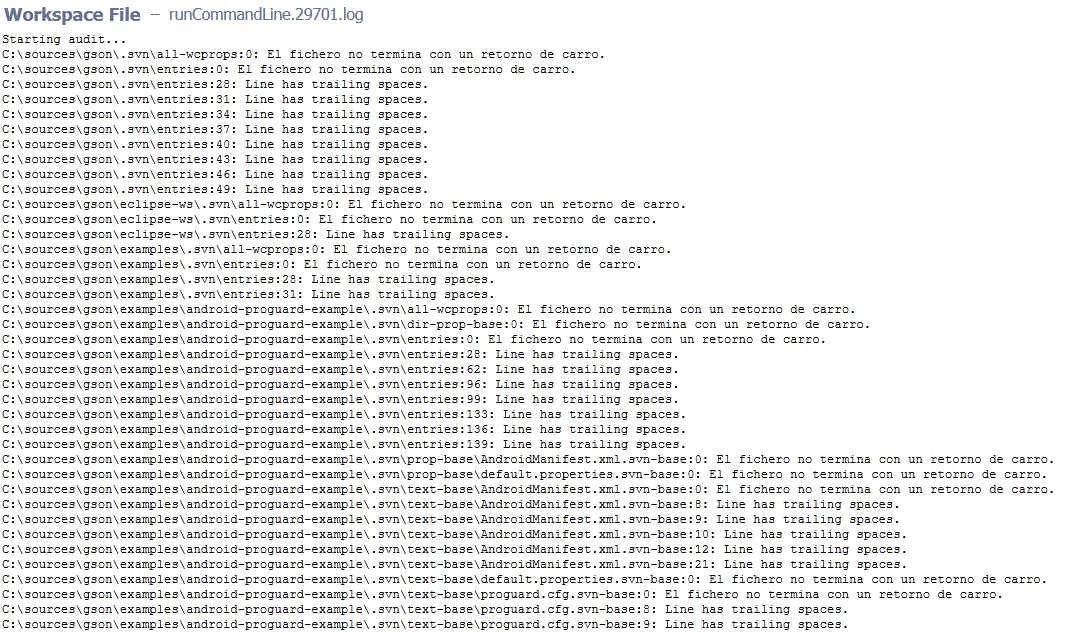 Workspace File – runCommandLine.29701.log
Starting audit...
C:\sources\gson\.svn\all-wcprops:0: El fichero no termina con un retorno de carro.
C:\sources\gson\.svn\entries:0: El fichero no termina con un retorno de carro.
C:\sources\gson\.svn\entries:28: Line has trailing spaces.
C:\sources\gson\.svn\entries:31: Line has trailing spaces.
C:\sources\gson\.svn\entries:34: Line has trailing spaces.
C:\sources\gson\.svn\entries:37: Line has trailing spaces.
C:\sources\gson\.svn\entries:40: Line has trailing spaces.
C:\sources\gson\.svn\entries:43: Line has trailing spaces.
C:\sources\gson\.svn\entries:46: Line has trailing spaces.
C:\sources\gson\.svn\entries:49: Line has trailing spaces.
C:\sources\gson\eclipse-ws\.svn\all-wcprops:0: El fichero no termina con un retorno de carro.
C:\sources\gson\eclipse-ws\.svn\entries:0: El fichero no termina con un retorno de carro.
C:\sources\gson\eclipse-ws\.svn\entries:28: Line has trailing spaces.
C:\sources\gson\examples\.svn\all-wcprops:0: El fichero no termina con un retorno de carro.
C:\sources\gson\examples\.svn\entries:0: El fichero no termina con un retorno de carro.
C:\sources\gson\examples\.svn\entries:28: Line has trailing spaces.
C:\sources\gson\examples\.svn\entries:31: Line has trailing spaces.
C:\sources\gson\examples\android-proguard-example\.svn\all-wcprops:0: El fichero no termina con un retorno de carro.
C:\sources\gson\examples\android-proguard-example\.svn\dir-prop-base:0: El fichero no termina con un retorno de carro.
C:\sources\gson\examples\android-proguard-example\.svn\entries:0: El fichero no termina con un retorno de carro.
C:\sources\gson\examples\android-proguard-example\.svn\entries:28: Line has trailing spaces.
C:\sources\gson\examples\android-proguard-example\.svn\entries:62: Line has trailing spaces.
C:\sources\gson\examples\android-proguard-example\.svn\entries:96: Line has trailing spaces.
C:\sources\gson\examples\android-proguard-example\.svn\entries:99: Line has trailing spaces.
C:\sources\gson\examples\android-proguard-example\.svn\entries:133: Line has trailing spaces.
C:\sources\gson\examples\android-proguard-example\.svn\entries:136: Line has trailing spaces.
C:\sources\gson\examples\android-proguard-example\.svn\entries:139: Line has trailing spaces.
C:\sources\gson\examples\android-proguard-example\.svn\prop-base\AndroidManifest.xml.svn-base:0: El fichero no termina con un retorno de carro.
C:\sources\gson\examples\android-proguard-example\.svn\prop-base\default.properties.svn-base:0: El fichero no termina con un retorno de carro.
C:\sources\gson\examples\android-proguard-example\.svn\text-base\AndroidManifest.xml.svn-base:0: El fichero no termina con un retorno de carro.
C:\sources\gson\examples\android-proguard-example\.svn\text-base\AndroidManifest.xml.svn-base:8: Line has trailing spaces.
C:\sources\gson\examples\android-proguard-example\.svn\text-base\AndroidManifest.xml.svn-base:9: Line has trailing spaces.
C:\sources\gson\examples\android-proguard-example\.svn\text-base\AndroidManifest.xml.svn-base:10: Line has trailing spaces.
C:\sources\gson\examples\android-proguard-example\.svn\text-base\AndroidManifest.xml.svn-base:12: Line has trailing spaces.
C:\sources\gson\examples\android-proguard-example\.svn\text-base\AndroidManifest.xml.svn-base:21: Line has trailing spaces.
C:\sources\gson\examples\android-proguard-example\.svn\text-base\default.properties.svn-base:0: El fichero no termina con un retorno de carro.
C:\sources\gson\examples\android-proguard-example\.svn\text-base\proguard.cfg.svn-base:0: El fichero no termina con un retorno de carro.
C:\sources\gson\examples\android-proguard-example\.svn\text-base\proguard.cfg.svn-base:8: Line has trailing spaces.
C:\sources\gson\examples\android-proguard-example\.svn\text-base\proguard.cfg.svn-base:9: Line has trailing spaces.